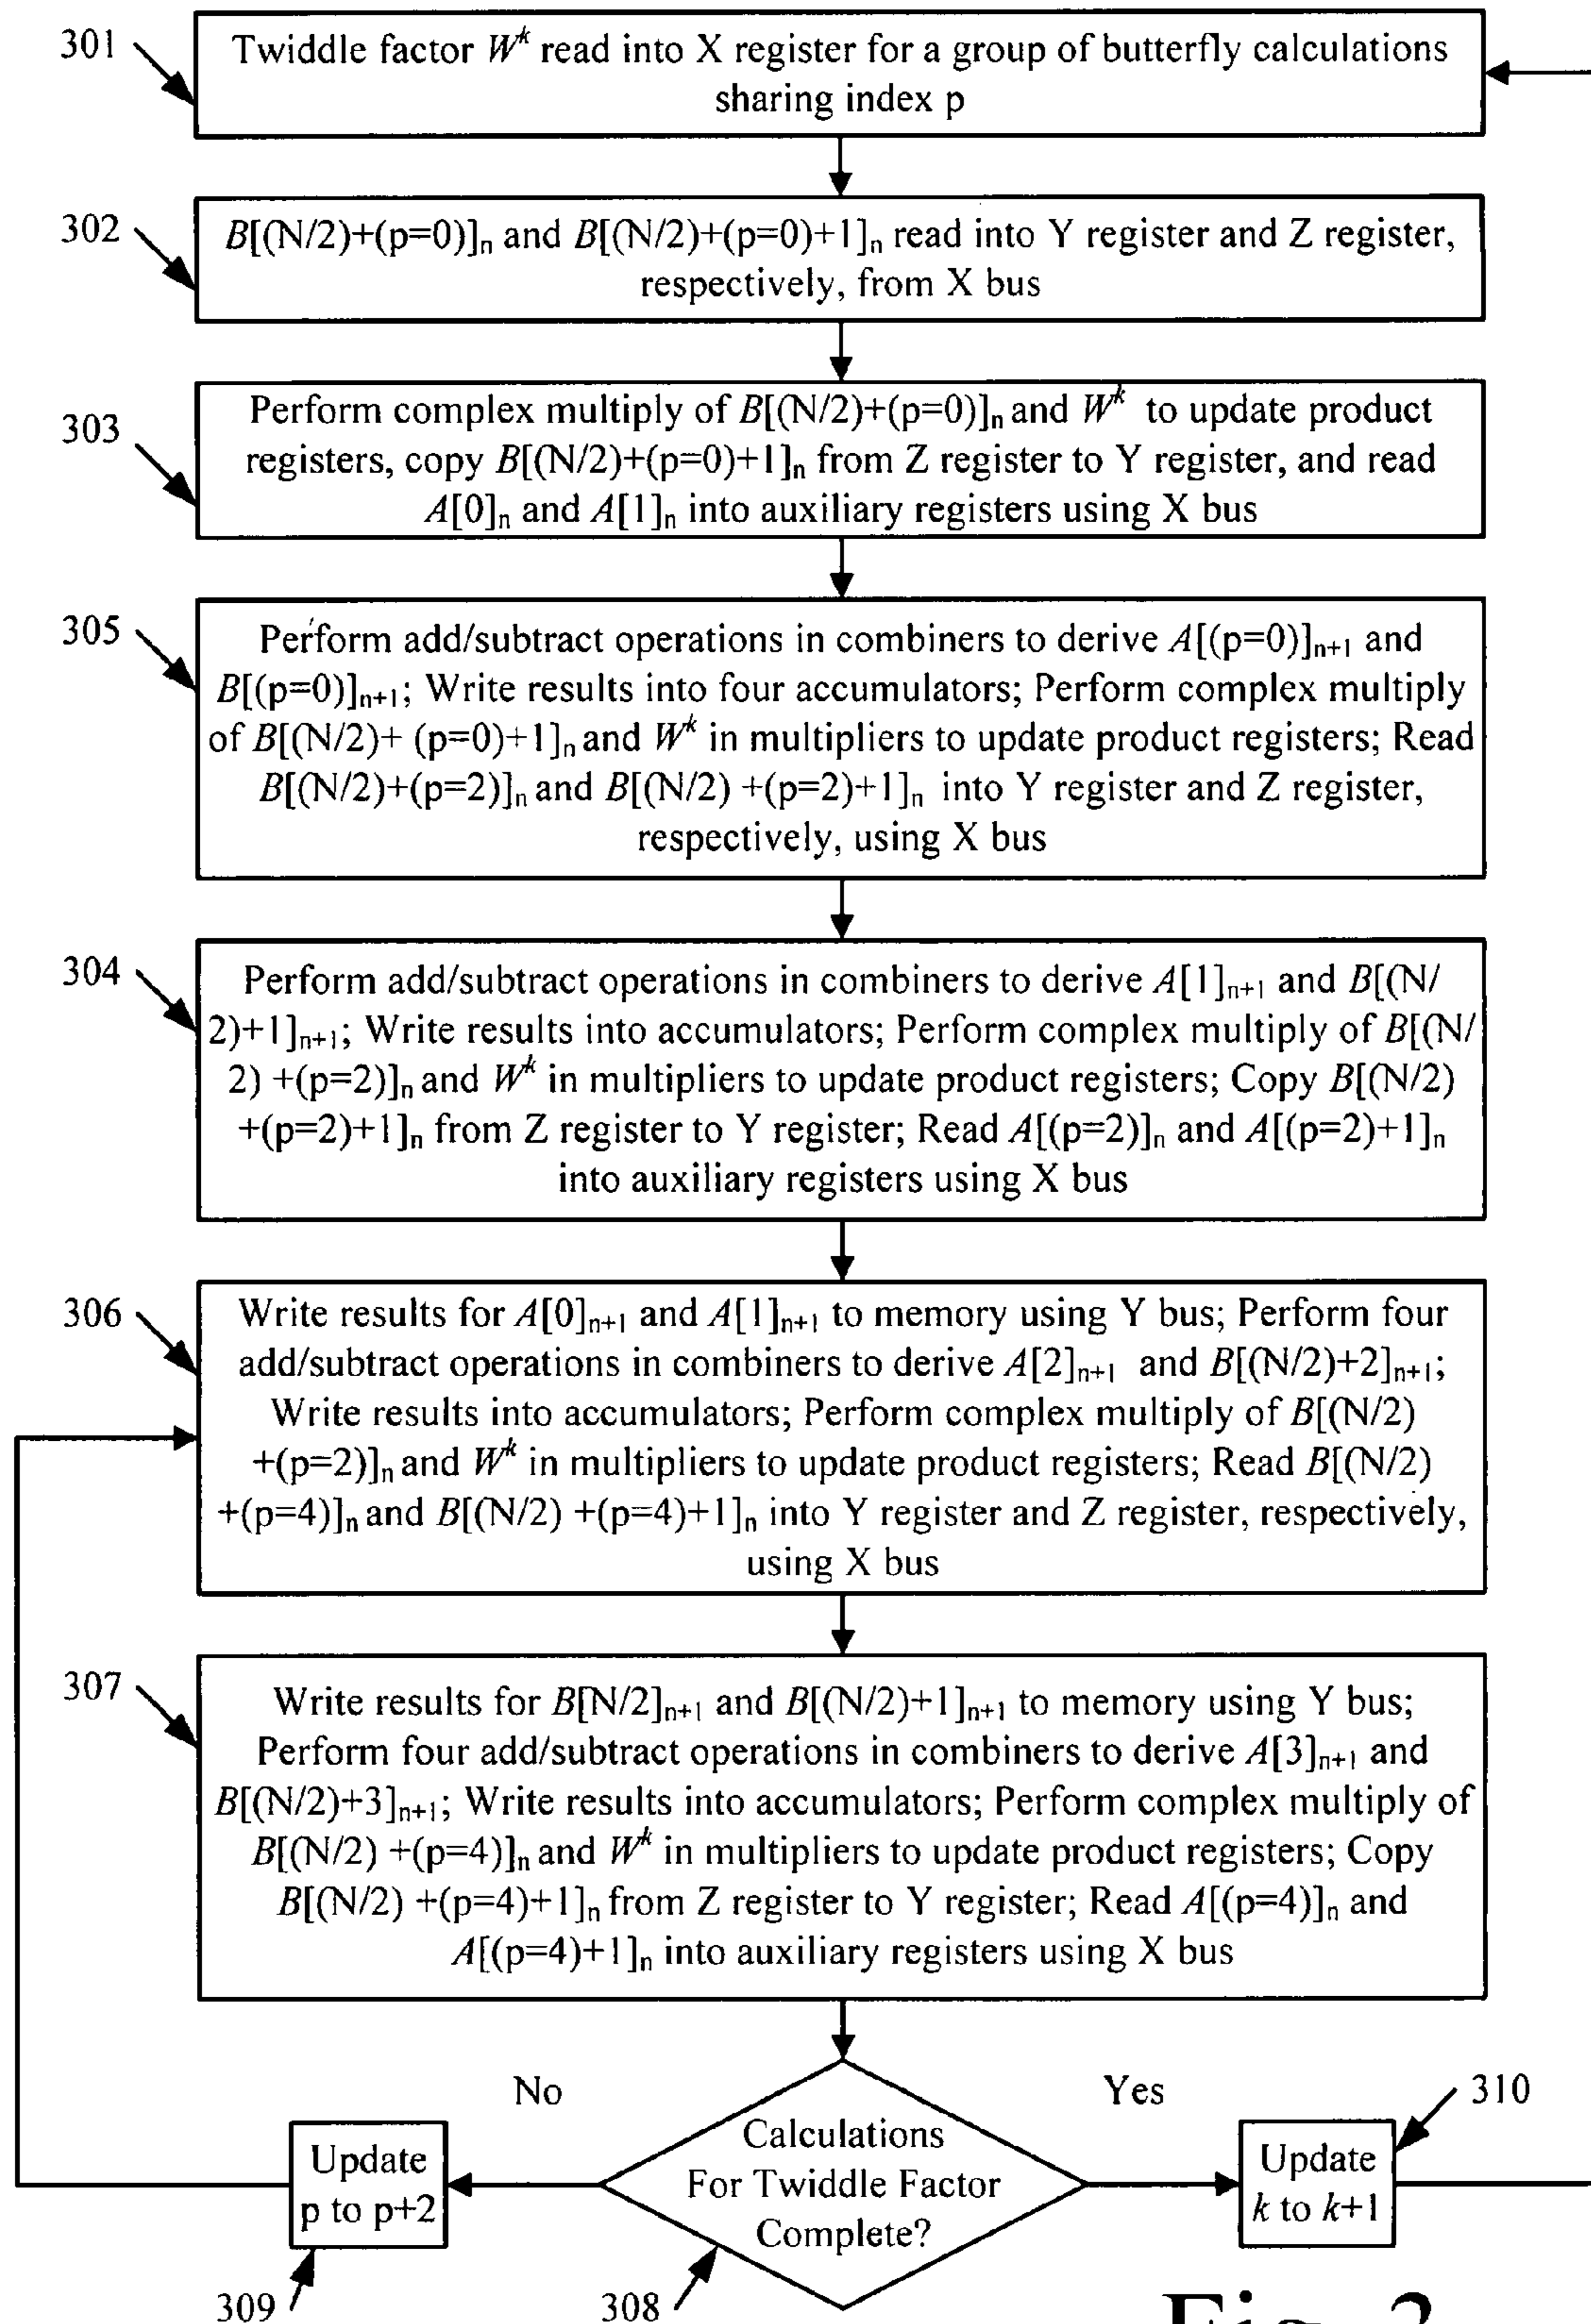 301
Twiddle factor Wᵏ read into X register for a group of butterfly calculations
sharing index p
302
B[(N/2)+(p=0)]ₙ and B[(N/2)+(p=0)+1]ₙ read into Y register and Z register,
respectively, from X bus
303
Perform complex multiply of B[(N/2)+(p=0)]ₙ and Wᵏ to update product
registers, copy B[(N/2)+(p=0)+1]ₙ from Z register to Y register, and read
A[0]ₙ and A[1]ₙ into auxiliary registers using X bus
305
Perform add/subtract operations in combiners to derive A[(p=0)]ₙ₊₁ and
B[(p=0)]ₙ₊₁; Write results into four accumulators; Perform complex multiply
of B[(N/2)+ (p=0)+1]ₙ and Wᵏ in multipliers to update product registers; Read
B[(N/2)+(p=2)]ₙ and B[(N/2) +(p=2)+1]ₙ into Y register and Z register,
respectively, using X bus
304
Perform add/subtract operations in combiners to derive A[1]ₙ₊₁ and B[(N/
2)+1]ₙ₊₁; Write results into accumulators; Perform complex multiply of B[(N/
2) +(p=2)]ₙ and Wᵏ in multipliers to update product registers; Copy B[(N/2)
+(p=2)+1]ₙ from Z register to Y register; Read A[(p=2)]ₙ and A[(p=2)+1]ₙ
into auxiliary registers using X bus
306
Write results for A[0]ₙ₊₁ and A[1]ₙ₊₁ to memory using Y bus; Perform four
add/subtract operations in combiners to derive A[2]ₙ₊₁ and B[(N/2)+2]ₙ₊₁;
Write results into accumulators; Perform complex multiply of B[(N/2)
+(p=2)]ₙ and Wᵏ in multipliers to update product registers; Read B[(N/2)
+(p=4)]ₙ and B[(N/2) +(p=4)+1]ₙ into Y register and Z register, respectively,
using X bus
307
Write results for B[N/2]ₙ₊₁ and B[(N/2)+1]ₙ₊₁ to memory using Y bus;
Perform four add/subtract operations in combiners to derive A[3]ₙ₊₁ and
B[(N/2)+3]ₙ₊₁; Write results into accumulators; Perform complex multiply of
B[(N/2) +(p=4)]ₙ and Wᵏ in multipliers to update product registers; Copy
B[(N/2) +(p=4)+1]ₙ from Z register to Y register; Read A[(p=4)]ₙ and
A[(p=4)+1]ₙ into auxiliary registers using X bus
No
Yes
310
Calculations
For Twiddle Factor
Complete?
Update
p to p+2
Update
k to k+1
309
308